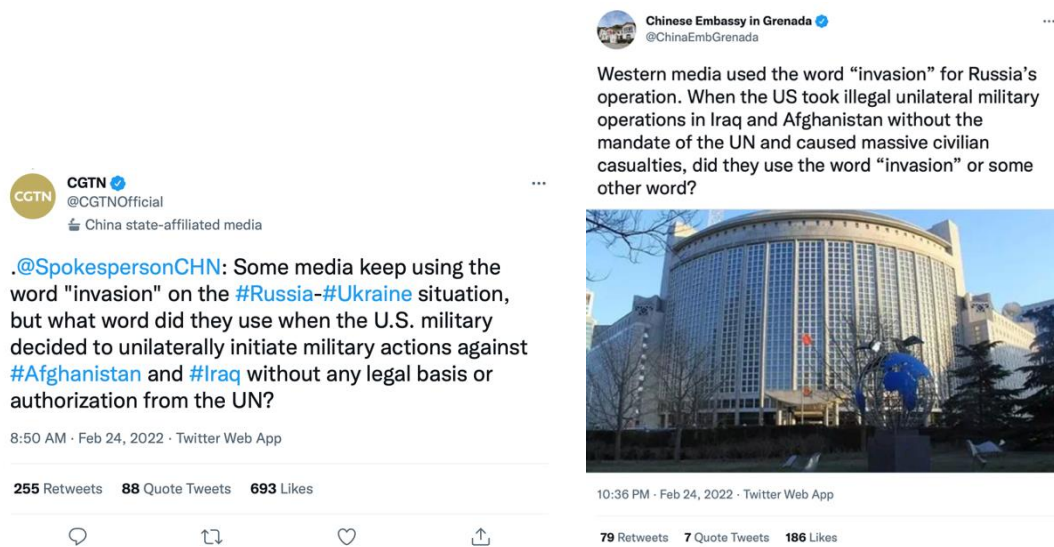 CGTN
CGTN
@CGTNOfficial
China state-affiliated media
.@SpokespersonCHN: Some media keep using the
word "invasion" on the #Russia-#Ukraine situation,
but what word did they use when the U.S. military
decided to unilaterally initiate military actions against
#Afghanistan and #Iraq without any legal basis or
authorization from the UN?
8:50 AM · Feb 24, 2022 · Twitter Web App
255 Retweets 88 Quote Tweets 693 Likes
Chinese Embassy in Grenada
@ChinaEmbGrenada
Western media used the word “invasion” for Russia’s
operation. When the US took illegal unilateral military
operations in Iraq and Afghanistan without the
mandate of the UN and caused massive civilian
casualties, did they use the word “invasion” or some
other word?
10:36 PM · Feb 24, 2022 · Twitter Web App
79 Retweets 7 Quote Tweets 186 Likes